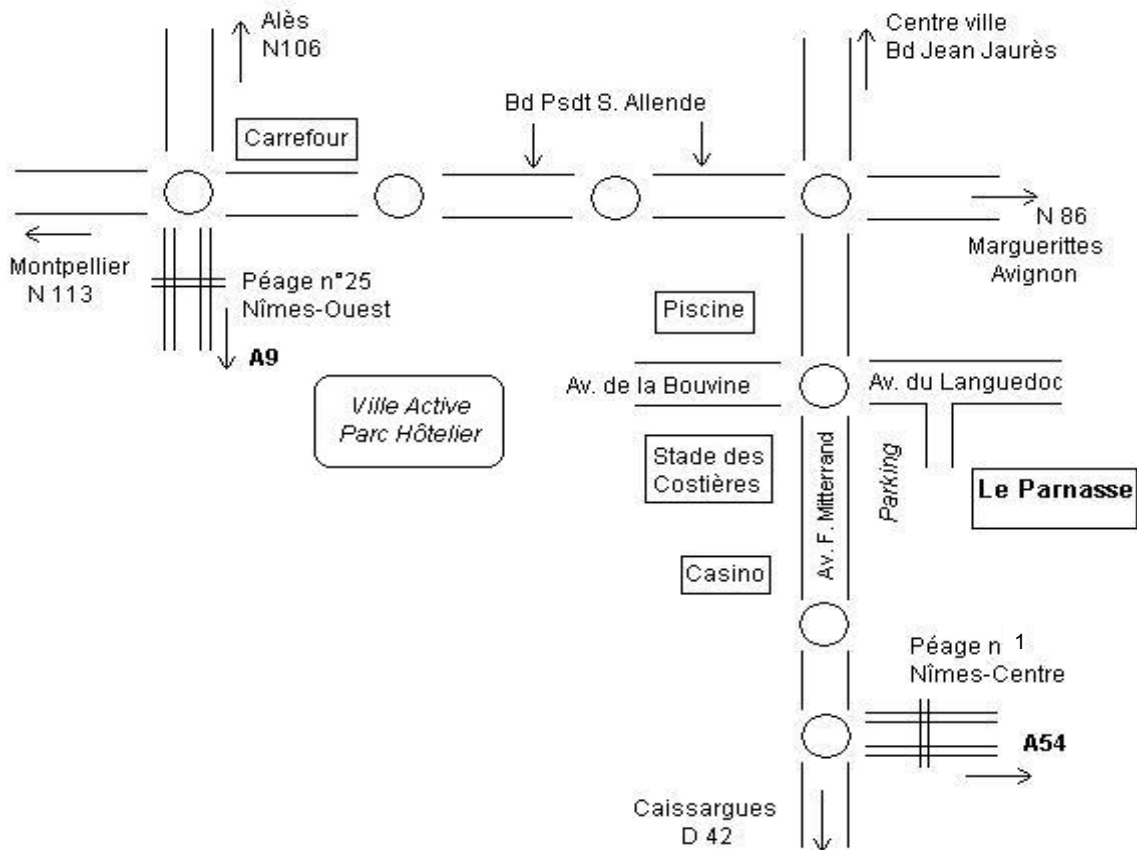 Alès
N106
Centre ville
Bd Jean Jaurès
Bd Psdt S. Allende
Carrefour
N 86
Marguerittes
Avignon
Montpellier
N 113
Péage n°25
Nîmes-Ouest
A9
Piscine
Av. de la Bouvine
Av. du Languedoc
Ville Active
Parc Hôtelier
Stade des
Costières
Av. F. Mitterrand
Parking
Le Parnasse
Casino
Péage n 1
Nîmes-Centre
A54
Caissargues
D 42